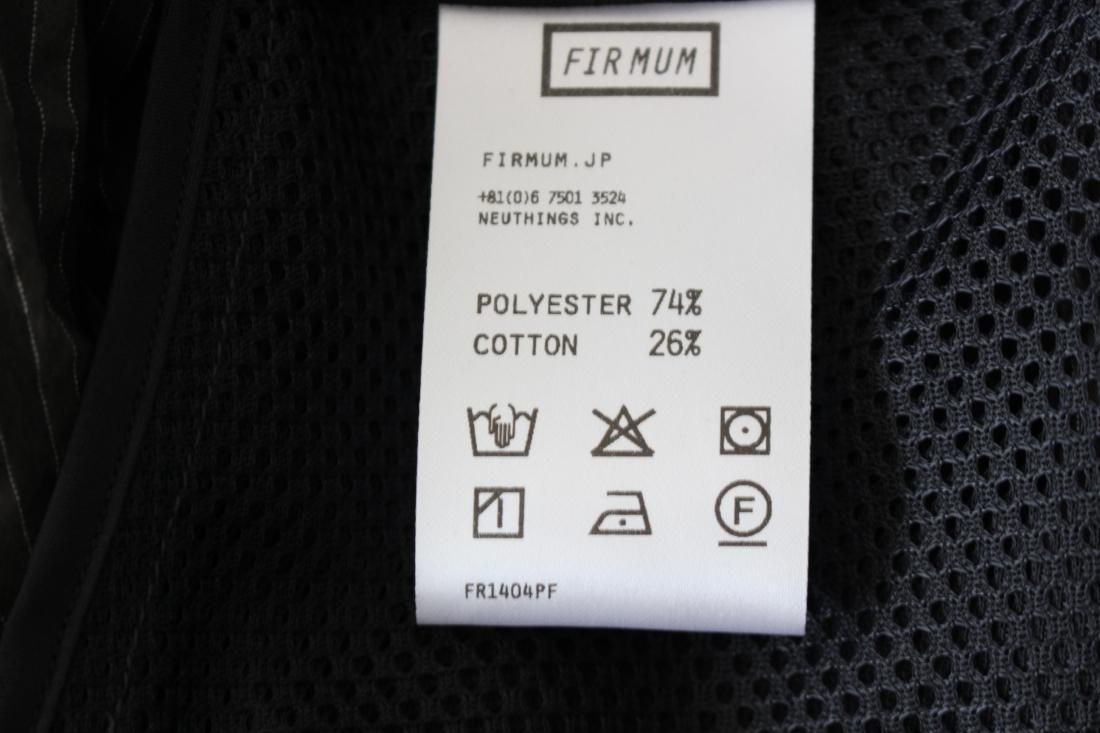 FIRMUM
FIRMUM.JP
+81(0)6 7501 3524
NEUTHINGS INC.
POLYESTER 74%
COTTON 26%
F
FR1404PF